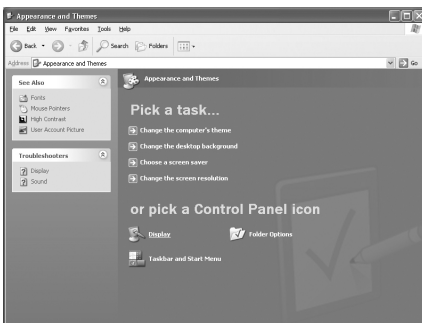 Appearance and Themes
File Edit View Favorites Tools Help
Back Search Folders
Address Appearance and Themes Go
See Also
Fonts
Mouse Pointers
High Contrast
User Account Picture
Troubleshooters
Display
Sound
Appearance and Themes
Pick a task...
Change the computer's theme
Change the desktop background
Choose a screen saver
Change the screen resolution
or pick a Control Panel icon
Display Folder Options
Taskbar and Start Menu